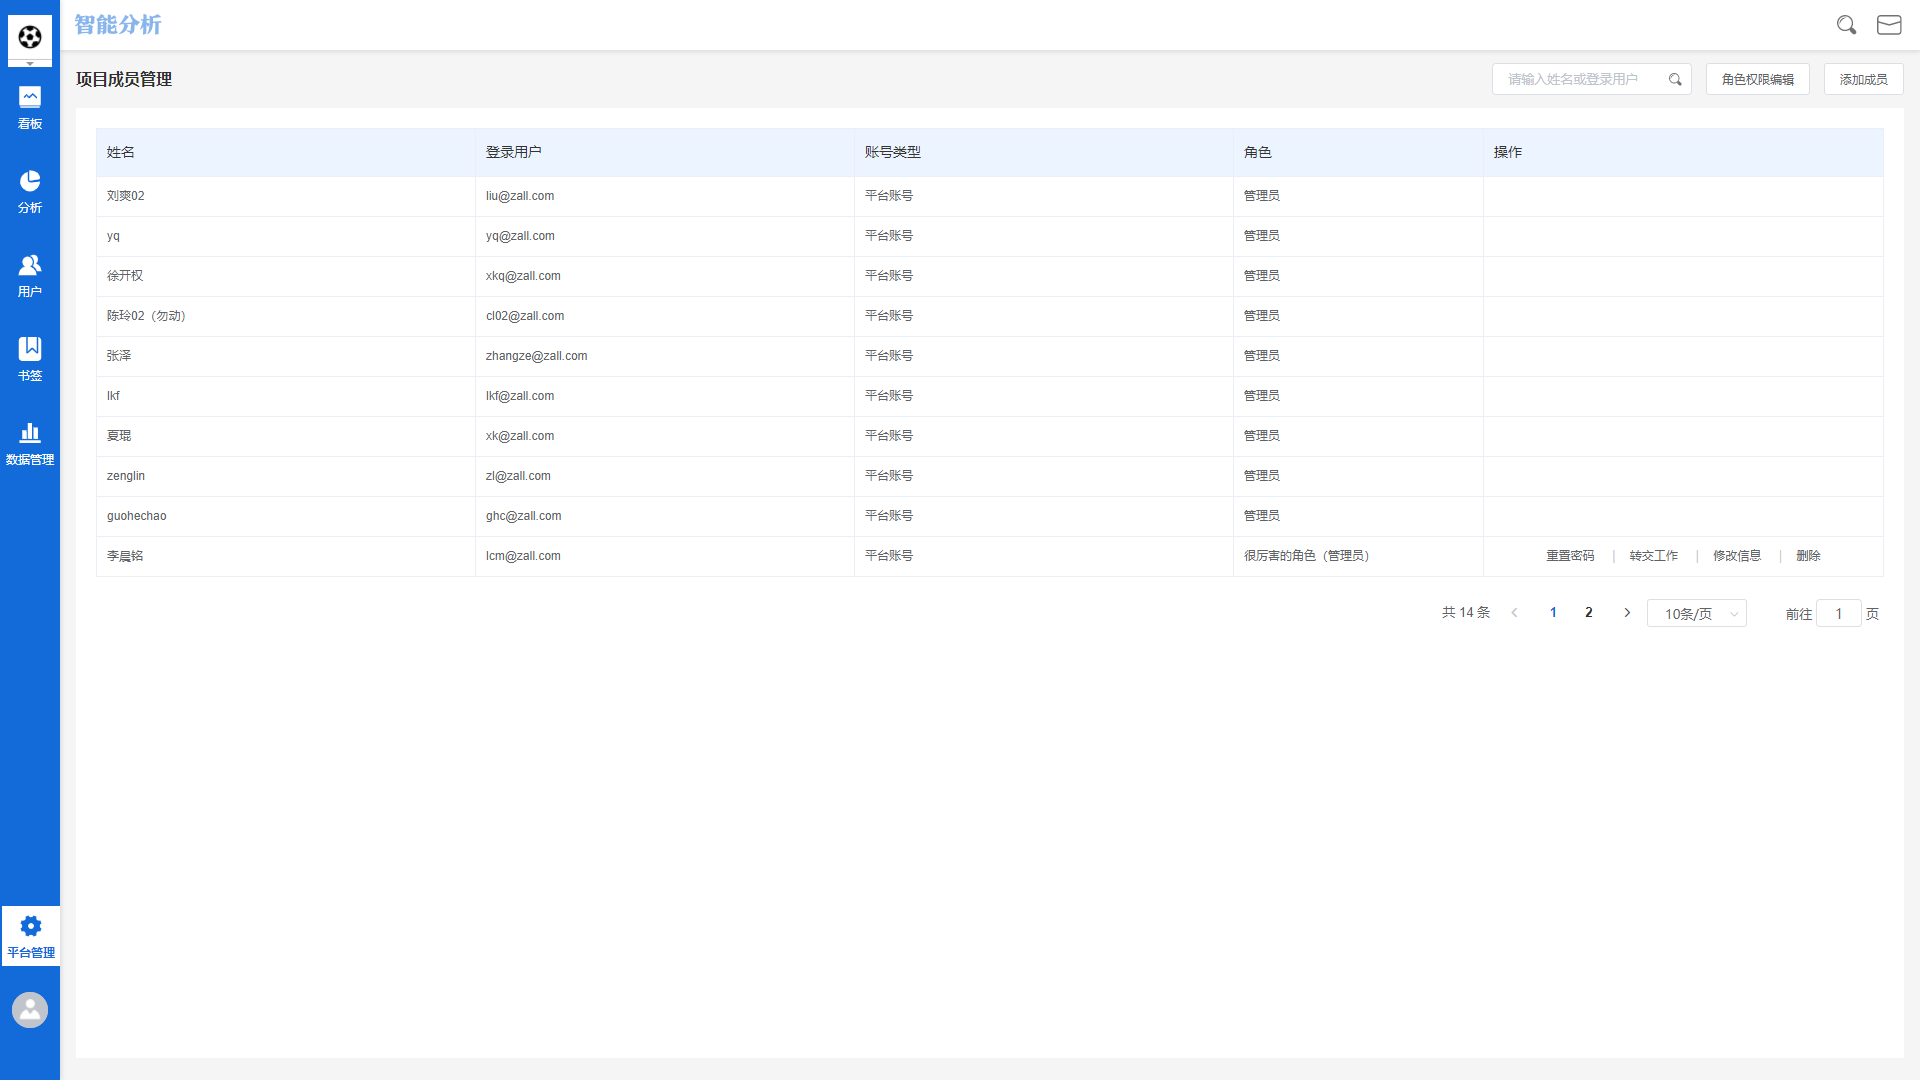 智能分析
项目成员管理
请输入姓名或登录用户
角色权限编辑
添加成员
看板
分析
用户
书签
数据管理
平台管理
姓名 登录用户 账号类型 角色 操作
刘爽02 liu@zall.com 平台账号 管理员
yq yq@zall.com 平台账号 管理员
徐开权 xkq@zall.com 平台账号 管理员
陈玲02（勿动） cl02@zall.com 平台账号 管理员
张泽 zhangze@zall.com 平台账号 管理员
lkf lkf@zall.com 平台账号 管理员
夏琨 xk@zall.com 平台账号 管理员
zenglin zl@zall.com 平台账号 管理员
guohechao ghc@zall.com 平台账号 管理员
李晨铭 lcm@zall.com 平台账号 很厉害的角色（管理员） 重置密码 | 转交工作 | 修改信息 | 删除
共 14 条 1 2 10条/页 前往 1 页